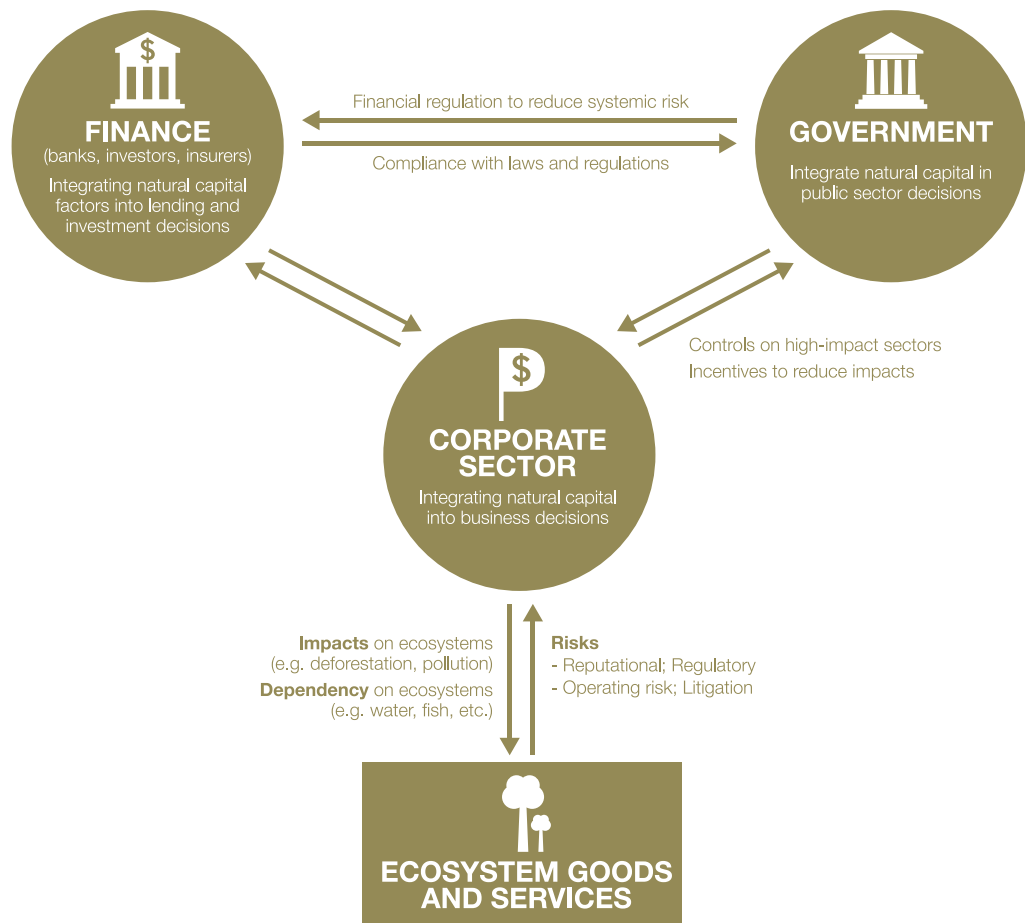 $
FINANCE
(banks, investors, insurers)
Integrating natural capital
factors into lending and
investment decisions
Financial regulation to reduce systemic risk
Compliance with laws and regulations
GOVERNMENT
Integrate natural capital in
public sector decisions
Controls on high-impact sectors
Incentives to reduce impacts
$
CORPORATE
SECTOR
Integrating natural capital
into business decisions
Impacts on ecosystems
(e.g. deforestation, pollution)
Dependency on ecosystems
(e.g. water, fish, etc.)
Risks
- Reputational; Regulatory
- Operating risk; Litigation
ECOSYSTEM GOODS
AND SERVICES